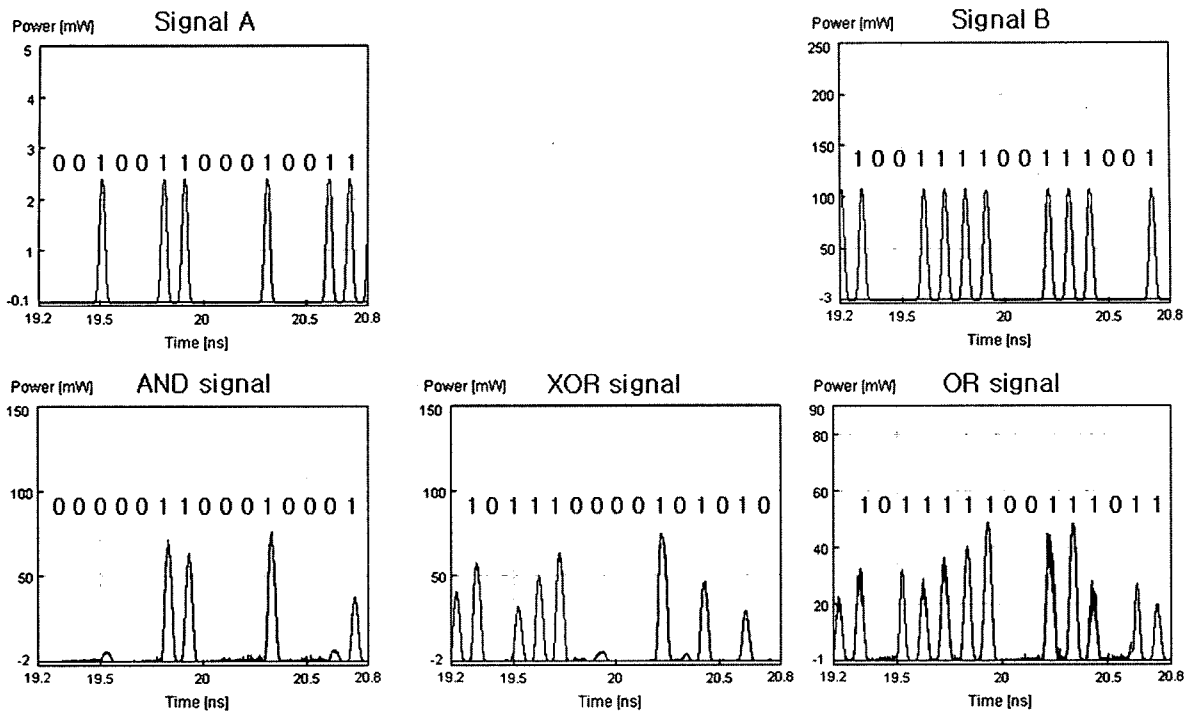 Power [mW] Signal A
5
4
3
0 0 1 0 0 1 1 0 0 0 1 0 0 1 1
2
1
-0.1
19.2 19.5 20 20.5 20.8
Time [ns]
Power [mW] Signal B
250
200
150
1 0 0 1 1 1 1 0 0 1 1 1 0 0 1
100
50
-3
19.2 19.5 20 20.5 20.8
Time [ns]
Power [mW] AND signal
150
100
0 0 0 0 0 1 1 0 0 0 1 0 0 0 1
50
-2
19.2 19.5 20 20.5 20.8
Time [ns]
Power [mW] XOR signal
150
100
1 0 1 1 1 0 0 0 0 1 0 1 0 1 0
50
-2
19.2 19.5 20 20.5 20.8
Time [ns]
Power [mW] OR signal
90
80
60
1 0 1 1 1 1 1 0 0 1 1 1 0 1 1
40
20
-1
19.2 19.5 20 20.5 20.8
Time [ns]